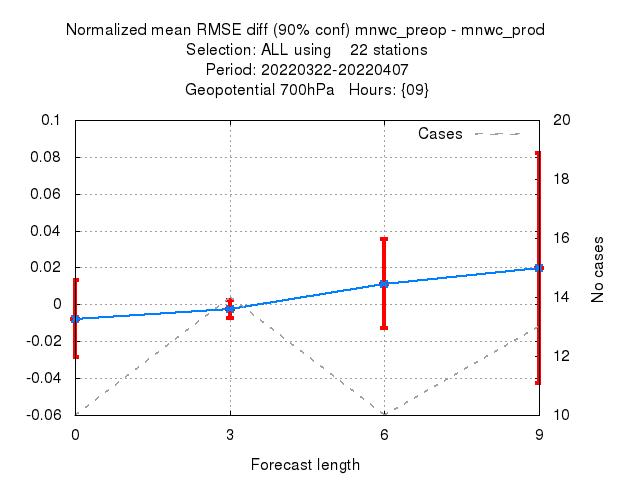 Normalized mean RMSE diff (90% conf) mnwc_preop - mnwc_prod
Selection: ALL using    22 stations
Period: 20220322-20220407
Geopotential 700hPa   Hours: {09}
0.1
0.08
0.06
0.04
0.02
0
-0.02
-0.04
-0.06
Cases
20
18
16
14
12
10
No cases
0 3 6 9
Forecast length